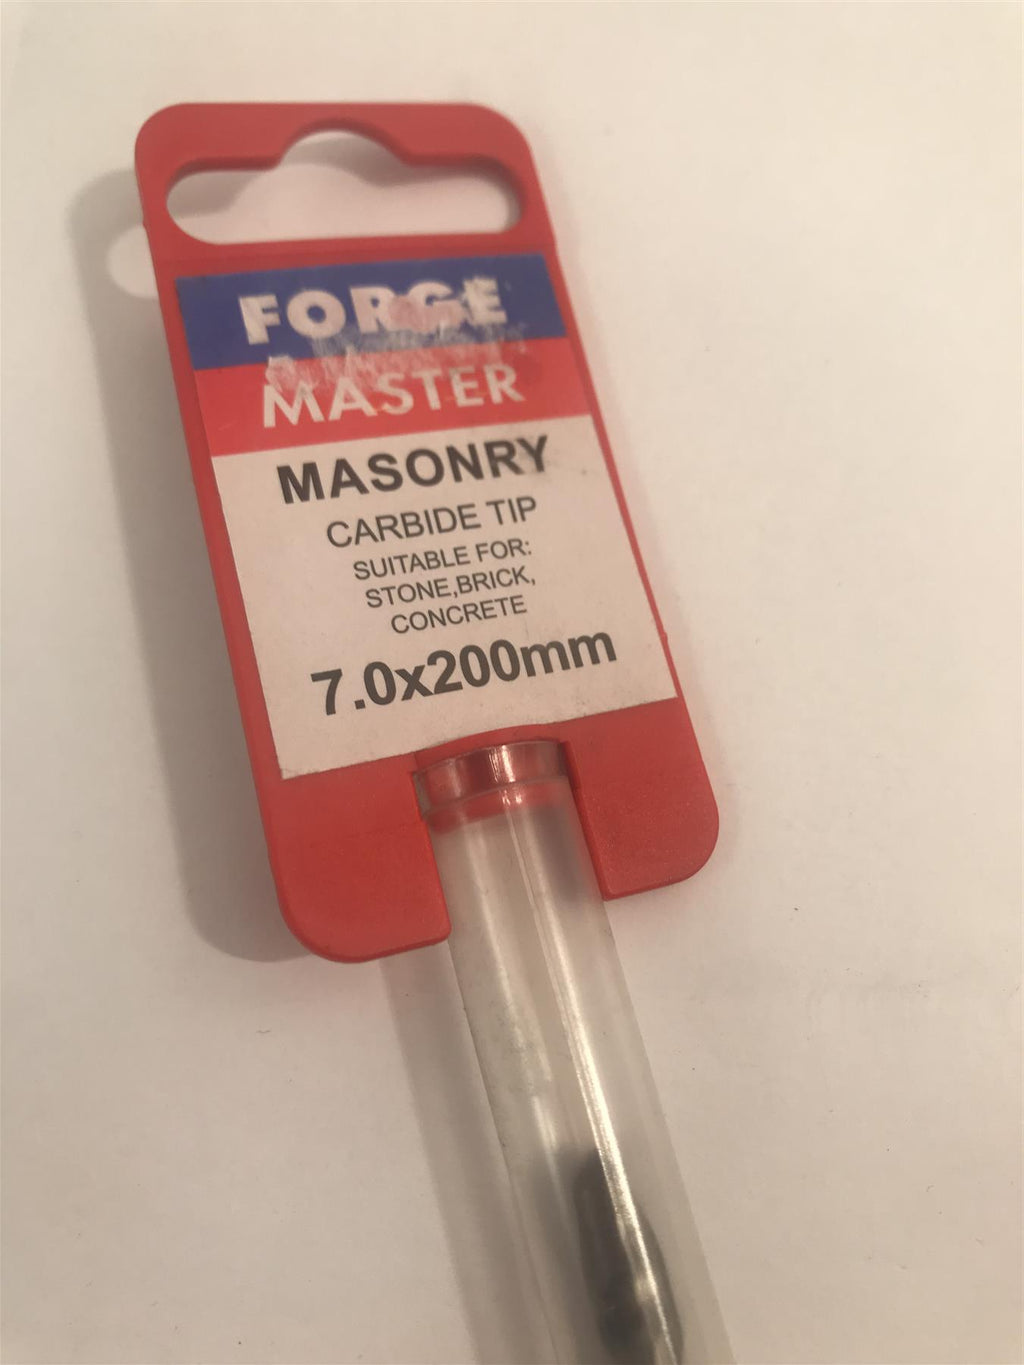 FORGE
MASTER
MASONRY
CARBIDE TIP
SUITABLE FOR:
STONE,BRICK,
CONCRETE
7.0x200mm